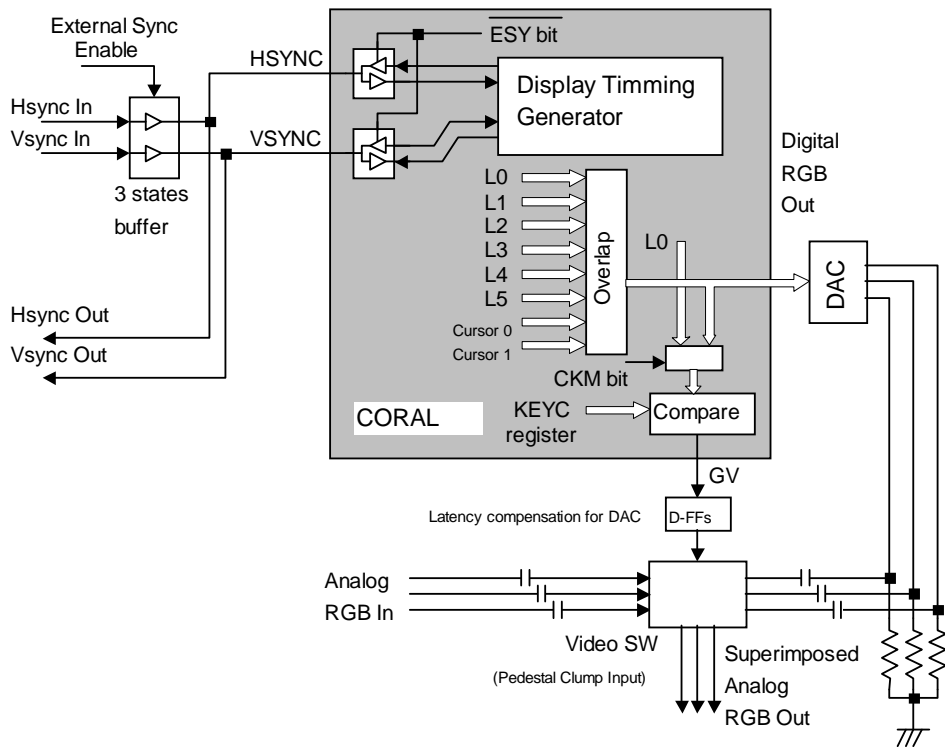 External Sync
Enable
HSYNC
ESY bit
Display Timming
Generator
Hsync In
Vsync In
VSYNC
3 states
buffer
Digital
RGB
Out
L0
L1
L2
L3
L4
L5
Cursor 0
Cursor 1
Overlap
L0
DAC
Hsync Out
Vsync Out
CKM bit
KEYC
register
Compare
CORAL
GV
Latency compensation for DAC
D-FFs
Analog
RGB In
Video SW
(Pedestal Clump Input)
Superimposed
Analog
RGB Out